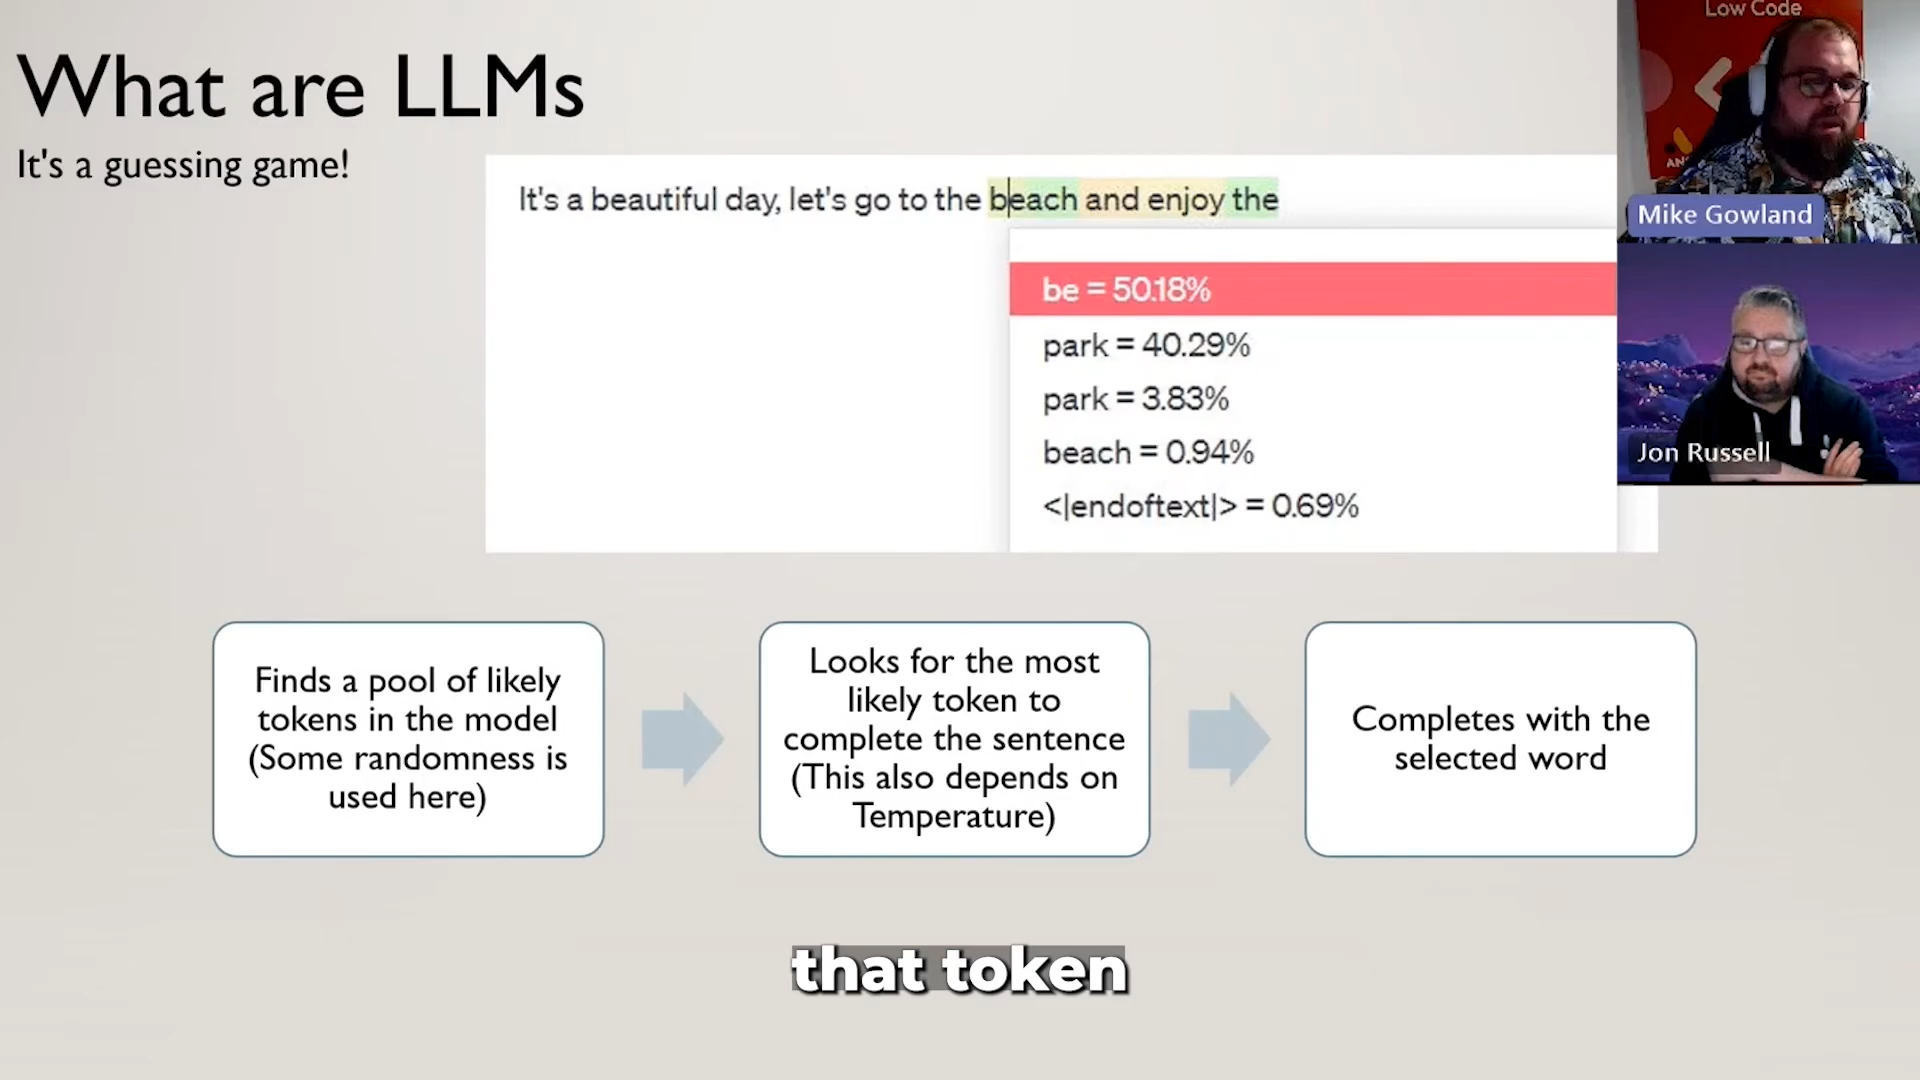 What are LLMs
It's a guessing game!
It's a beautiful day, let's go to the beach and enjoy the
be = 50.18%
park = 40.29%
park = 3.83%
beach = 0.94%
<|endoftext|> = 0.69%
Low Code
AN
Mike Gowland
Jon Russell
Finds a pool of likely
tokens in the model
(Some randomness is
used here)
Looks for the most
likely token to
complete the sentence
(This also depends on
Temperature)
Completes with the
selected word
that token